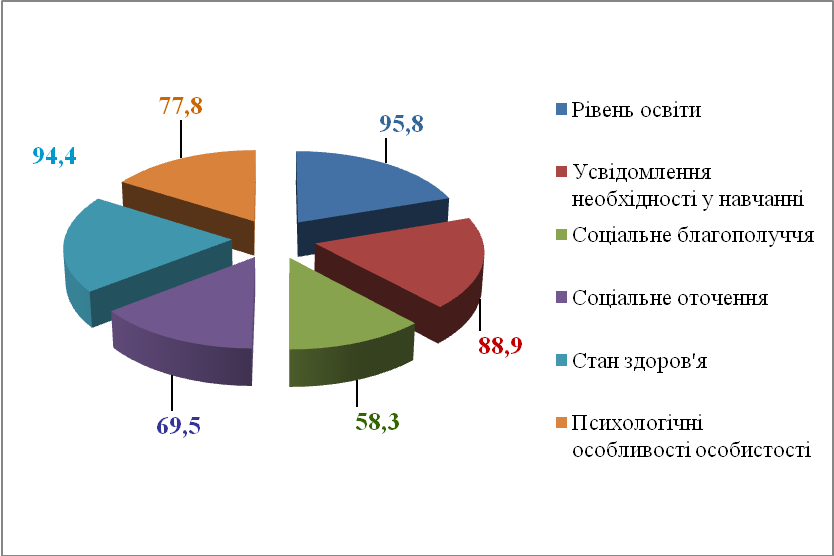 77,8
95,8
94,4
88,9
58,3
69,5
Рівень освіти
Усвідомлення
необхідності у навчанні
Соціальне благополуччя
Соціальне оточення
Стан здоров'я
Психологічні
особливості особистості